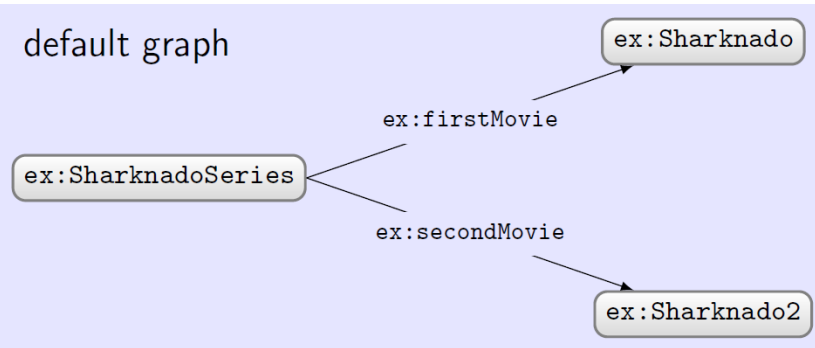 default graph
ex:Sharknado
ex:firstMovie
ex:SharknadoSeries
ex:secondMovie
ex:Sharknado2